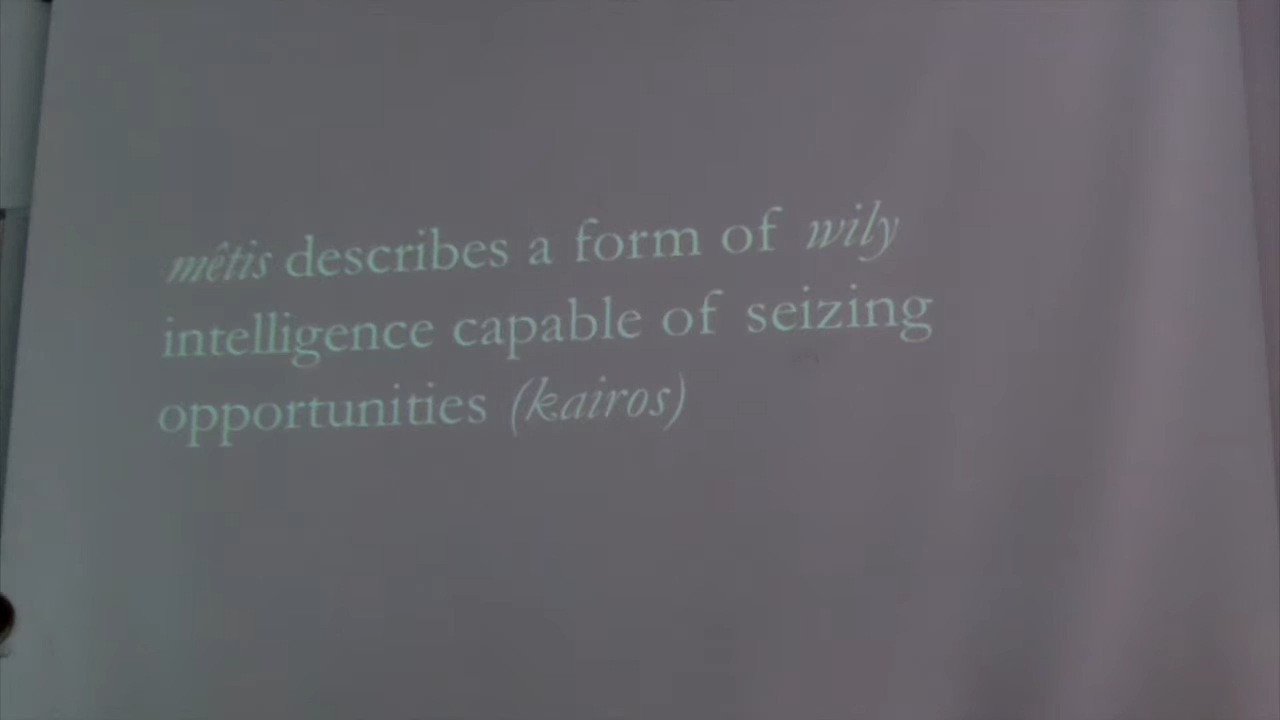 mêtis describes a form of wily
intelligence capable of seizing
opportunities (kairos)